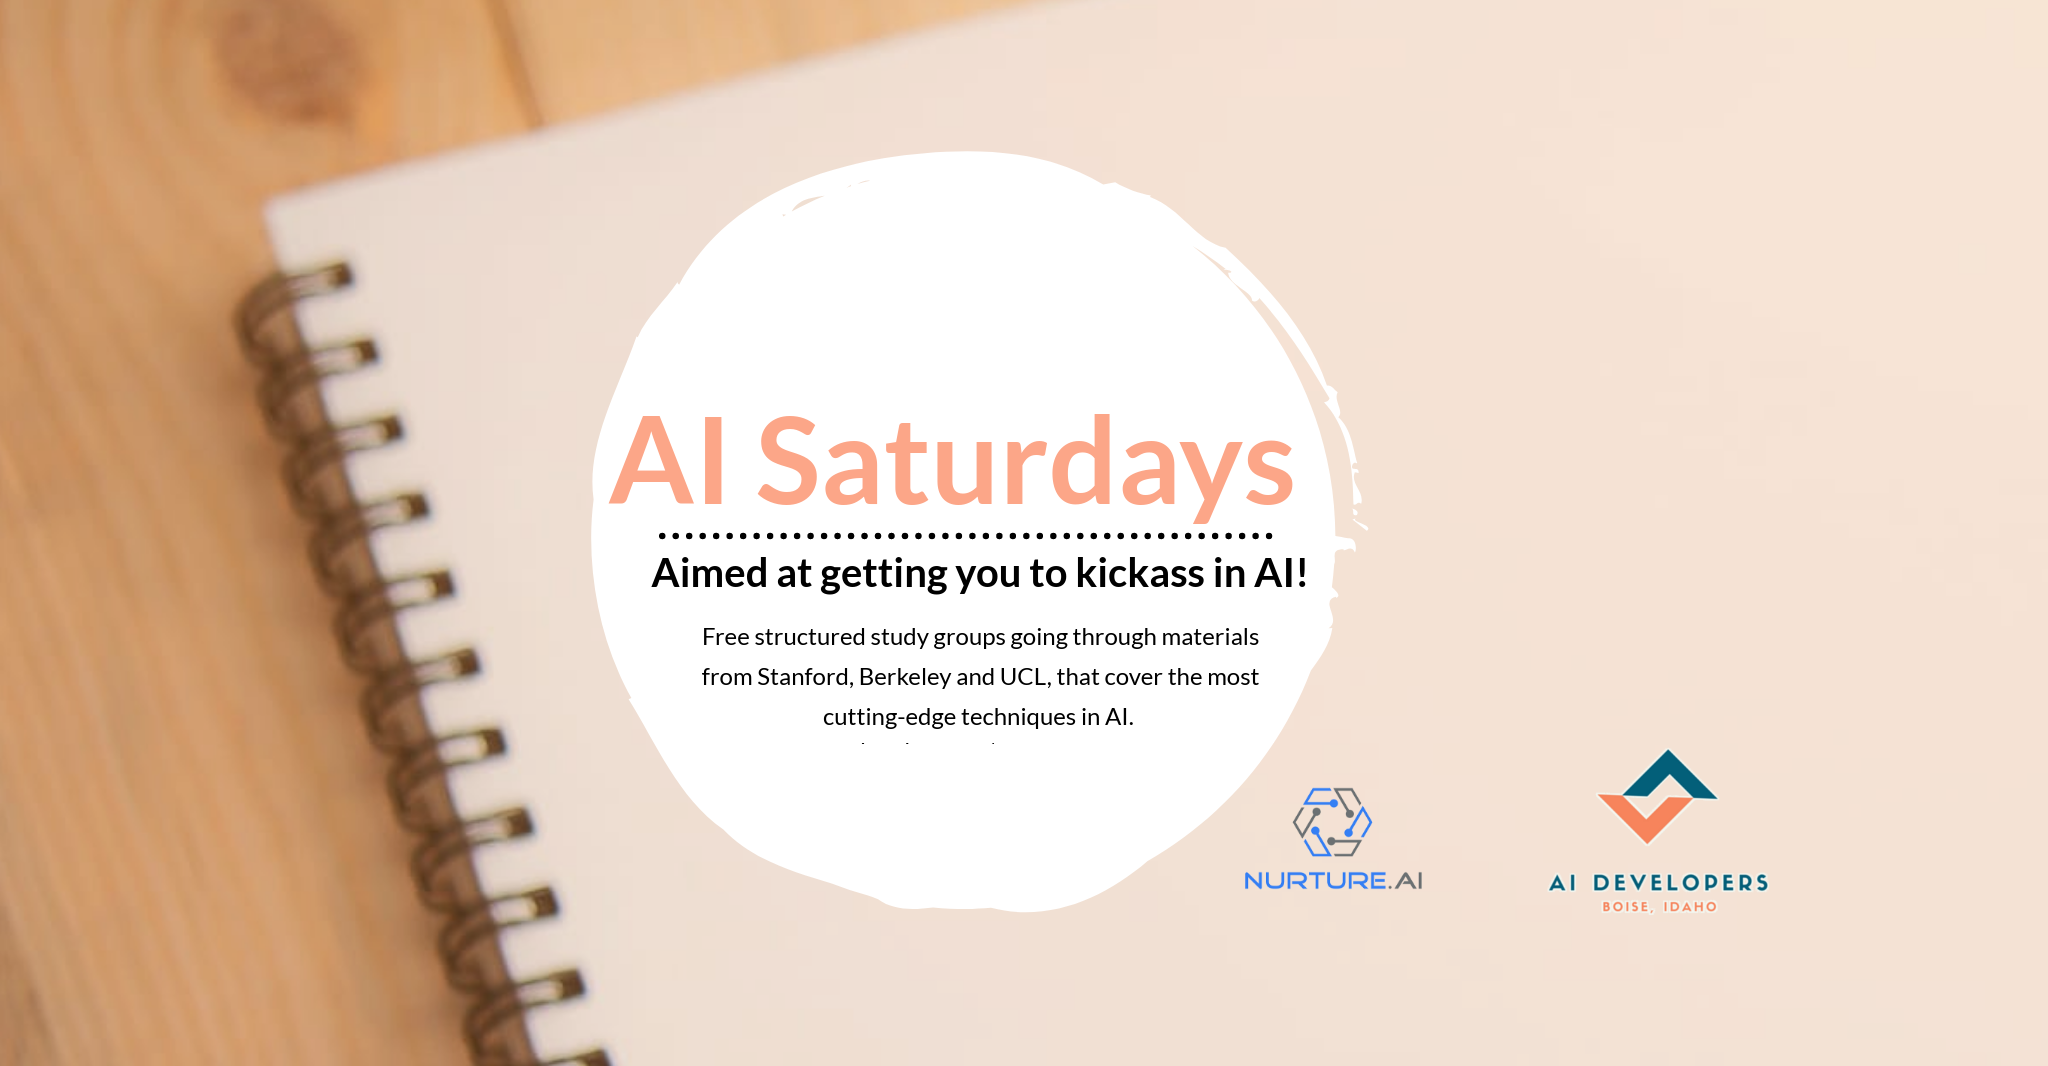 AI Saturdays
Aimed at getting you to kickass in AI!
Free structured study groups going through materials
from Stanford, Berkeley and UCL, that cover the most
cutting-edge techniques in AI.
NURTURE.AI
AI DEVELOPERS
BOISE, IDAHO